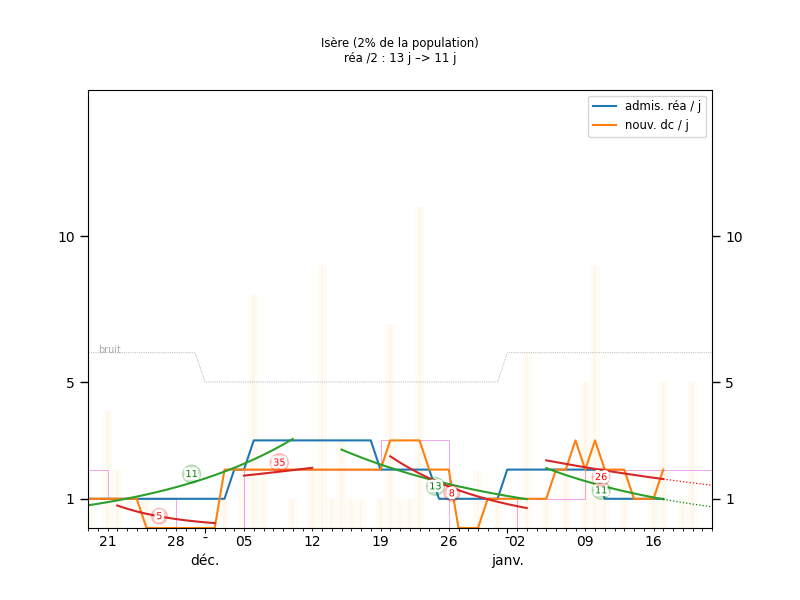 Isère (2% de la population)
réa /2 : 13 j –> 11 j
admis. réa / j
nouv. dc / j
10 10
bruit
5 5
35
11
26
13
8
11
1 1
5
21 28 05 12 19 26 02 09 16
déc. janv.